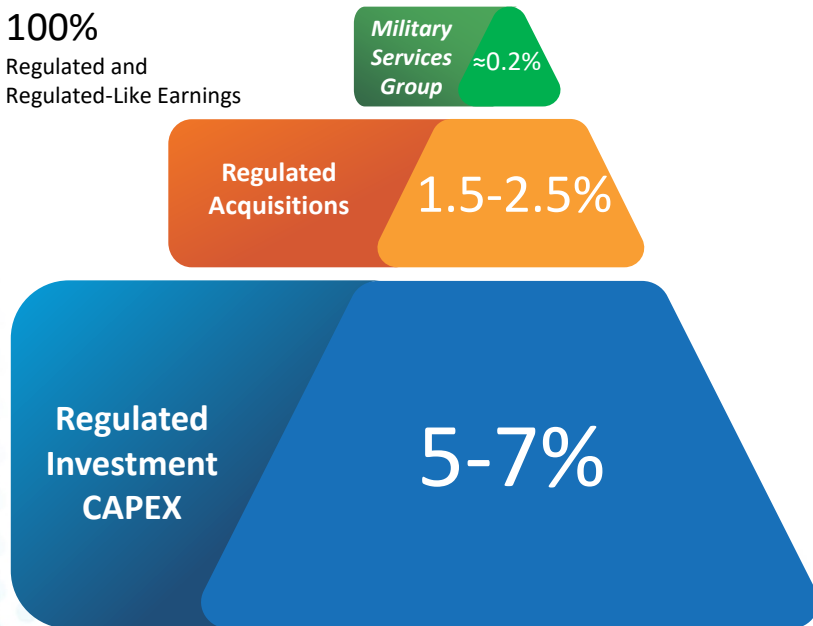 100%
Regulated and
Regulated-Like Earnings
Military
Services
Group
≈0.2%
Regulated
Acquisitions
1.5-2.5%
Regulated
Investment
CAPEX
5-7%